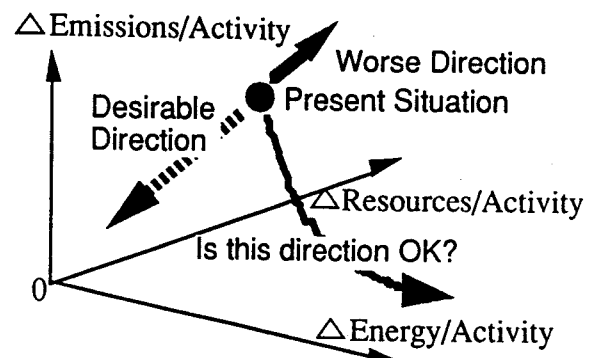 △Emissions/Activity
Worse Direction
Desirable
Direction
Present Situation
△Resources/Activity
Is this direction OK?
0
△Energy/Activity